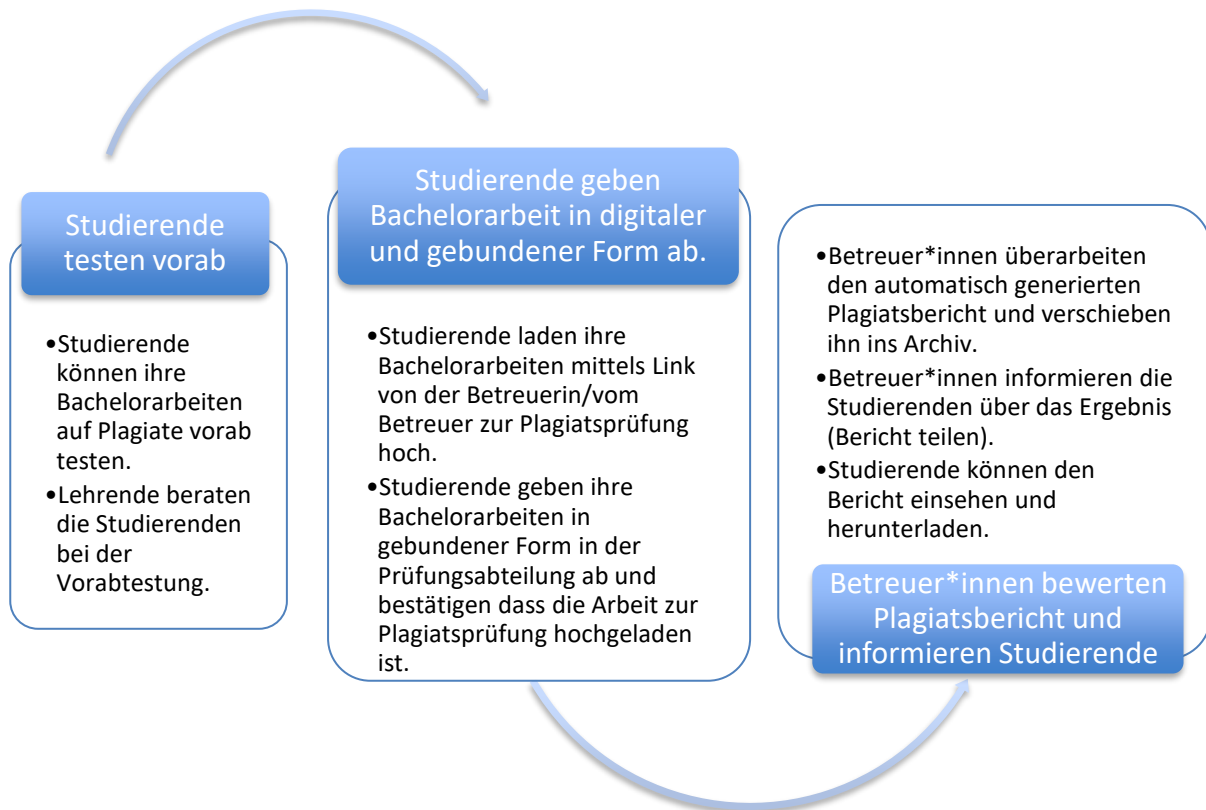 Studierende
testen vorab
•Studierende
können ihre
Bachelorarbeiten
auf Plagiate vorab
testen.
•Lehrende beraten
die Studierenden
bei der
Vorabtestung.
Studierende geben
Bachelorarbeit in digitaler
und gebundener Form ab.
•Studierende laden ihre
Bachelorarbeiten mittels Link
von der Betreuerin/vom
Betreuer zur Plagiatsprüfung
hoch.
•Studierende geben ihre
Bachelorarbeiten in
gebundener Form in der
Prüfungsabteilung ab und
bestätigen dass die Arbeit zur
Plagiatsprüfung hochgeladen
ist.
•Betreuer*innen überarbeiten
den automatisch generierten
Plagiatsbericht und verschieben
ihn ins Archiv.
•Betreuer*innen informieren die
Studierenden über das Ergebnis
(Bericht teilen).
•Studierende können den
Bericht einsehen und
herunterladen.
Betreuer*innen bewerten
Plagiatsbericht und
informieren Studierende